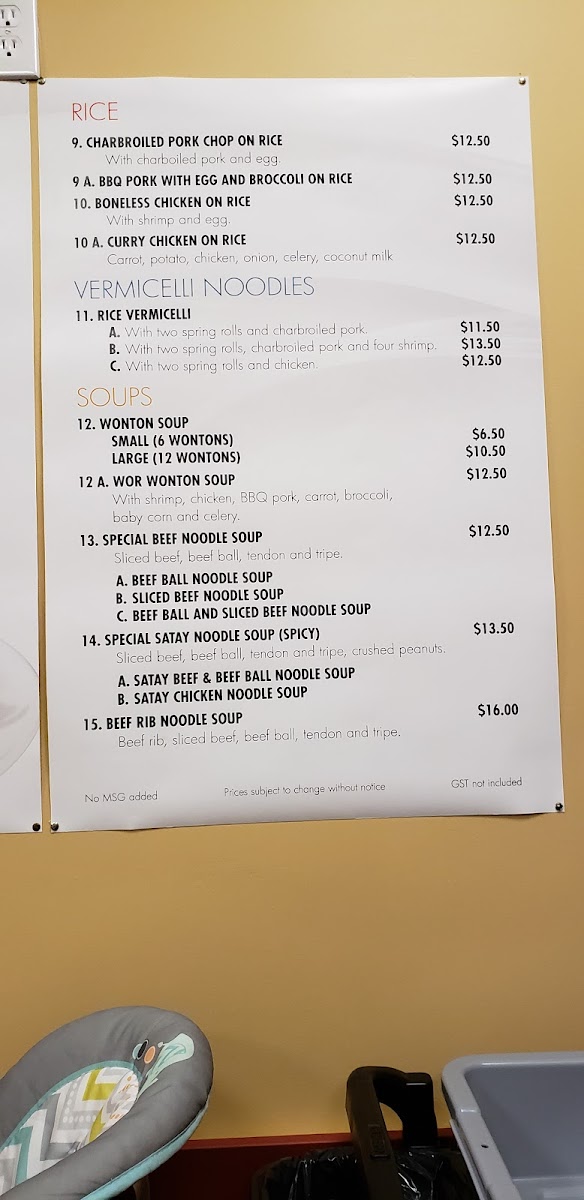 RICE
9. CHARBROILED PORK CHOP ON RICE $12.50
With charboiled pork and egg.
9 A. BBQ PORK WITH EGG AND BROCCOLI ON RICE $12.50
10. BONELESS CHICKEN ON RICE $12.50
With shrimp and egg.
10 A. CURRY CHICKEN ON RICE $12.50
Carrot, potato, chicken, onion, celery, coconut milk
VERMICELLI NOODLES
11. RICE VERMICELLI
A. With two spring rolls and charbroiled pork. $11.50
B. With two spring rolls, charbroiled pork and four shrimp. $13.50
C. With two spring rolls and chicken. $12.50
SOUPS
12. WONTON SOUP
SMALL (6 WONTONS) $6.50
LARGE (12 WONTONS) $10.50
12 A. WOR WONTON SOUP $12.50
With shrimp, chicken, BBQ pork, carrot, broccoli,
baby corn and celery.
13. SPECIAL BEEF NOODLE SOUP $12.50
Sliced beef, beef ball, tendon and tripe.
A. BEEF BALL NOODLE SOUP
B. SLICED BEEF NOODLE SOUP
C. BEEF BALL AND SLICED BEEF NOODLE SOUP
14. SPECIAL SATAY NOODLE SOUP (SPICY) $13.50
Sliced beef, beef ball, tendon and tripe, crushed peanuts.
A. SATAY BEEF & BEEF BALL NOODLE SOUP
B. SATAY CHICKEN NOODLE SOUP
15. BEEF RIB NOODLE SOUP $16.00
Beef rib, sliced beef, beef ball, tendon and tripe.
No MSG added Prices subject to change without notice GST not included